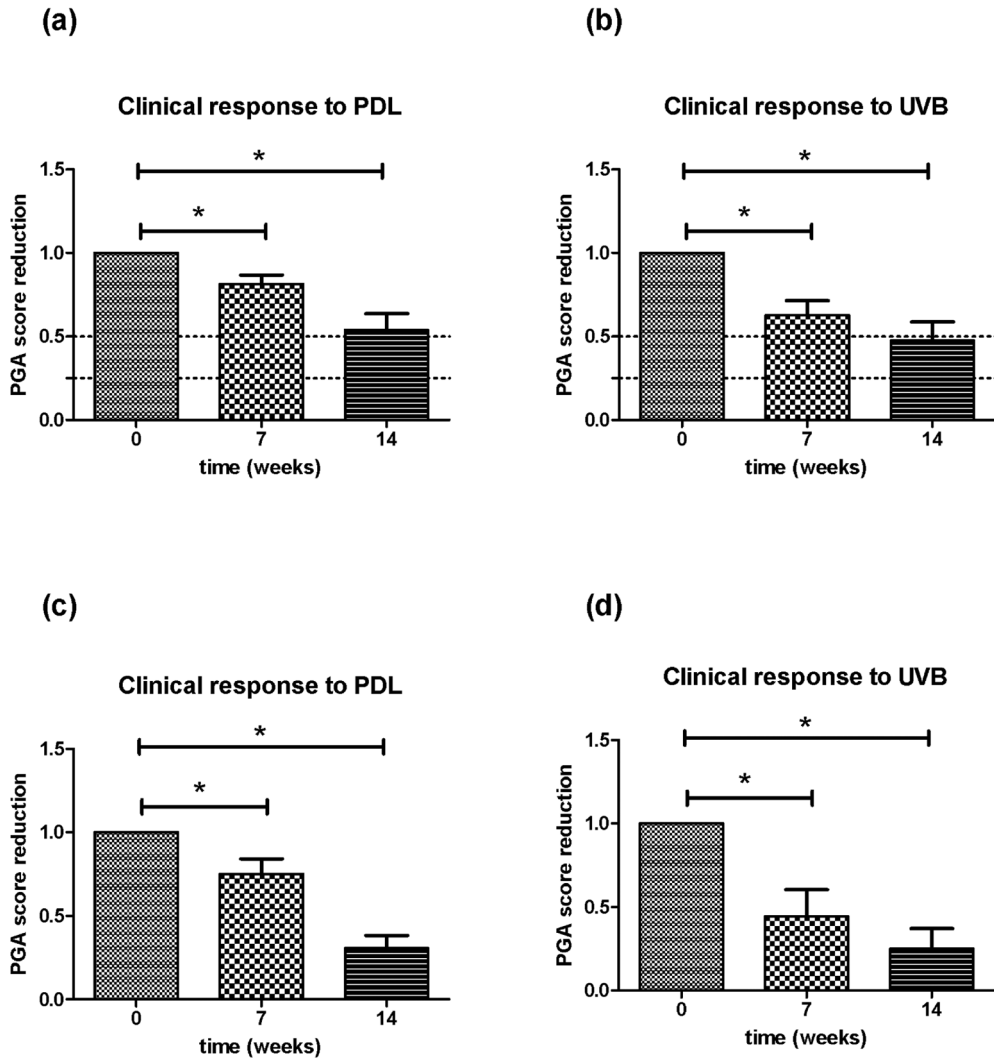 (a)
Clinical response to PDL
*
*
PGA score reduction
1.5
1.0
0.5
0.0
0 7 14
time (weeks)
(b)
Clinical response to UVB
*
*
PGA score reduction
1.5
1.0
0.5
0.0
0 7 14
time (weeks)
(c)
Clinical response to PDL
*
*
PGA score reduction
1.5
1.0
0.5
0.0
0 7 14
time (weeks)
(d)
Clinical response to UVB
*
*
PGA score reduction
1.5
1.0
0.5
0.0
0 7 14
time (weeks)